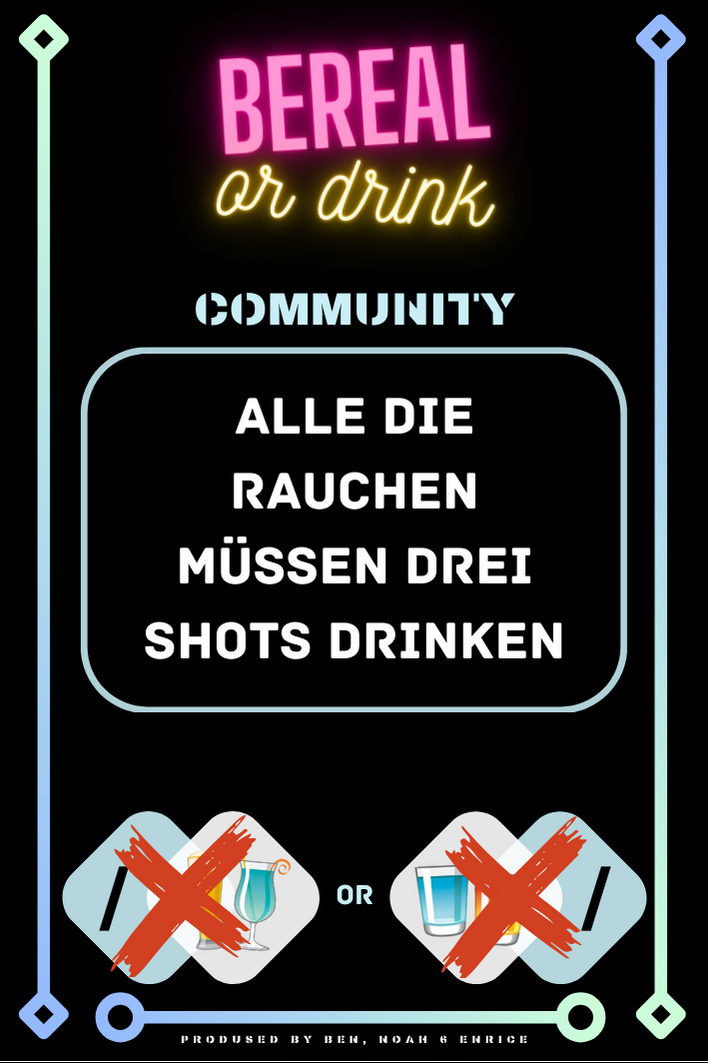 BEREAL
or drink
COMMUNITY
ALLE DIE
RAUCHEN
MÜSSEN DREI
SHOTS DRINKEN
/ OR /
PRODUSED BY BEN, NOAH & ENRICE